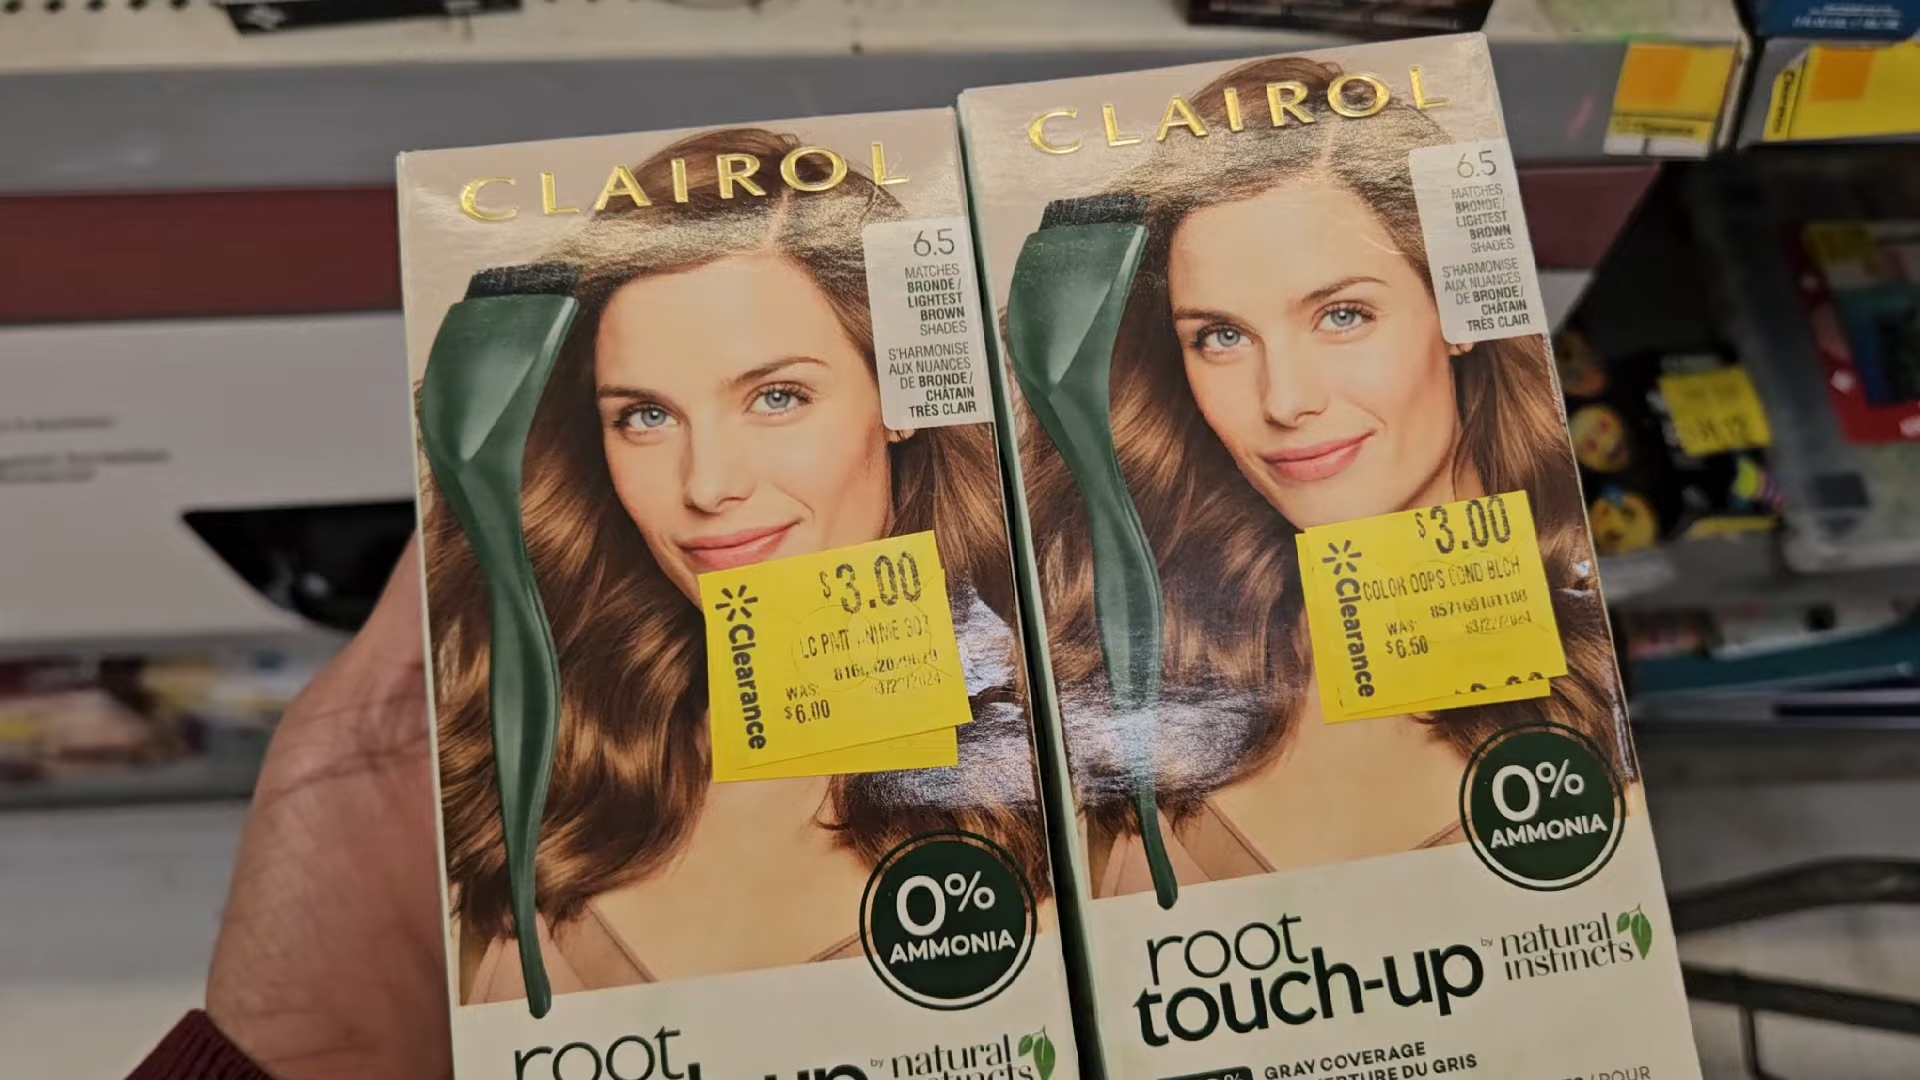 CLAIROL
6.5
MATCHES
BRONDE/
LIGHTEST
BROWN
SHADES
S'HARMONISE
AUX NUANCES
DE BRONDE/
CHÂTAIN
TRÈS CLAIR
$3.00
Clearance
WAS
$6.00
0%
AMMONIA
root
by natural
CLAIROL
6.5
MATCHES
BRONDE/
LIGHTEST
BROWN
SHADES
S'HARMONISE
AUX NUANCES
DE BRONDE/
CHÂTAIN
TRÈS CLAIR
$3.00
Clearance
COLOR OOPS COND BLCH
WAS
$6.50
0%
AMMONIA
root
touch-up
by natural
instincts
GRAY COVERAGE
DU GRIS